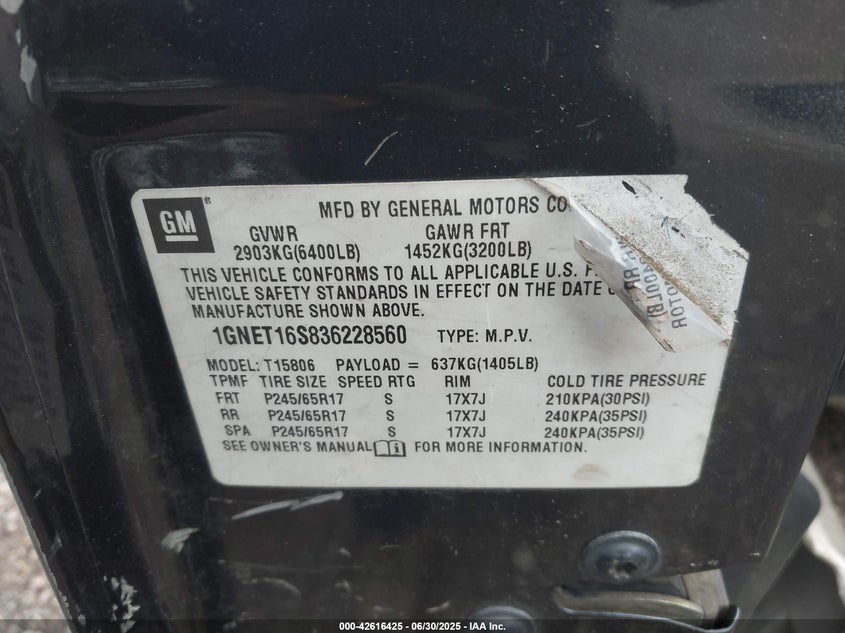 GM
MFD BY GENERAL MOTORS
GVWR GAWR FRT
2903KG(6400LB) 1452KG(3200LB)
THIS VEHICLE CONFORMS TO ALL APPLICABLE U.S.
VEHICLE SAFETY STANDARDS IN EFFECT ON THE DATE
MANUFACTURE SHOWN ABOVE.
1GNET16S836228560 TYPE: M.P.V.
MODEL: T15806 PAYLOAD = 637KG(1405LB)
TPMF TIRE SIZE SPEED RTG RIM COLD TIRE PRESSURE
FRT P245/65R17 S 17X7J 210KPA(30PSI)
RR P245/65R17 S 17X7J 240KPA(35PSI)
SPA P245/65R17 S 17X7J 240KPA(35PSI)
SEE OWNER'S MANUAL FOR MORE INFORMATION.
000-42616425 - 06/30/2025 - IAA Inc.